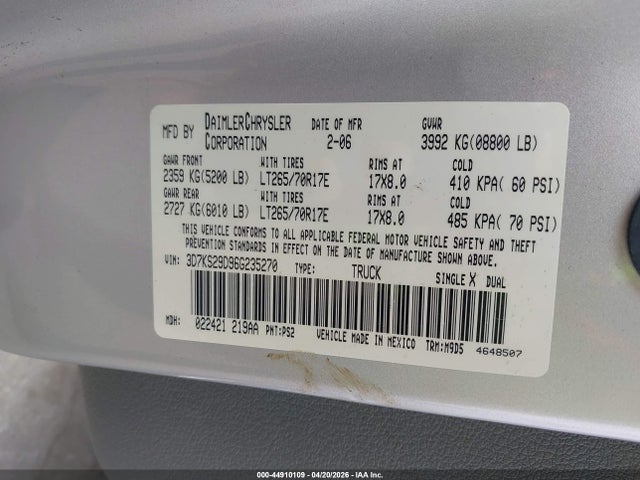 MFD BY DAIMLERCHRYSLER CORPORATION DATE OF MFR 2-06 GVWR 3992 KG(08800 LB)
GAWR FRONT WITH TIRES RIMS AT COLD
2359 KG(5200 LB) LT265/70R17E 17X8.0 410 KPA( 60 PSI)
GAWR REAR WITH TIRES RIMS AT COLD
2727 KG(6010 LB) LT265/70R17E 17X8.0 485 KPA( 70 PSI)
THIS VEHICLE CONFORMS TO ALL APPLICABLE FEDERAL MOTOR VEHICLE SAFETY AND THEFT
PREVENTION STANDARDS IN EFFECT ON THE DATE OF MANUFACTURE SHOWN ABOVE.
VIN: 3D7KS29D96G235270 TYPE: TRUCK SINGLE X DUAL
MDH: 022421 219AA PNT:PS2 VEHICLE MADE IN MEXICO TRM:M9D5 4648507
000-44910109 - 04/20/2026 - IAAI Inc.